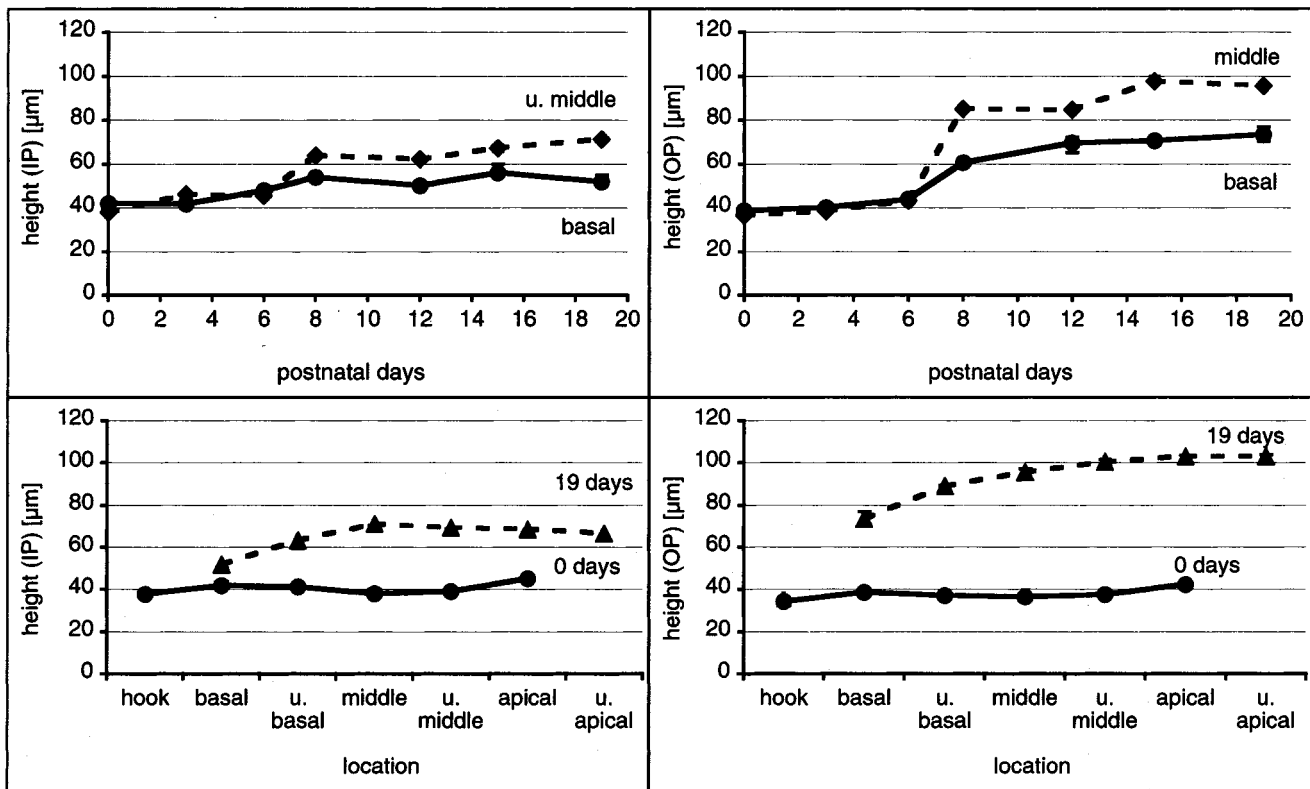 height (IP) [µm]
120
100
80
60
40
20
0
u. middle
basal
0 2 4 6 8 10 12 14 16 18 20
postnatal days
height (OP) [µm]
120
100
80
60
40
20
0
middle
basal
0 2 4 6 8 10 12 14 16 18 20
postnatal days
height (IP) [µm]
120
100
80
60
40
20
0
19 days
0 days
hook basal u. middle u. apical u.
basal middle apical
location
height (OP) [µm]
120
100
80
60
40
20
0
19 days
0 days
hook basal u. middle u. apical u.
basal middle apical
location